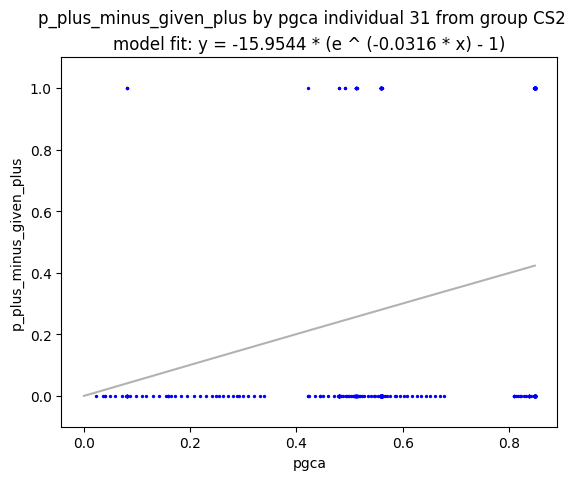 p_plus_minus_given_plus by pgca individual 31 from group CS2
model fit: y = -15.9544 * (e ^ (-0.0316 * x) - 1)
1.0
0.8
0.6
0.4
0.2
0.0
p_plus_minus_given_plus
0.0 0.2 0.4 0.6 0.8
pgca